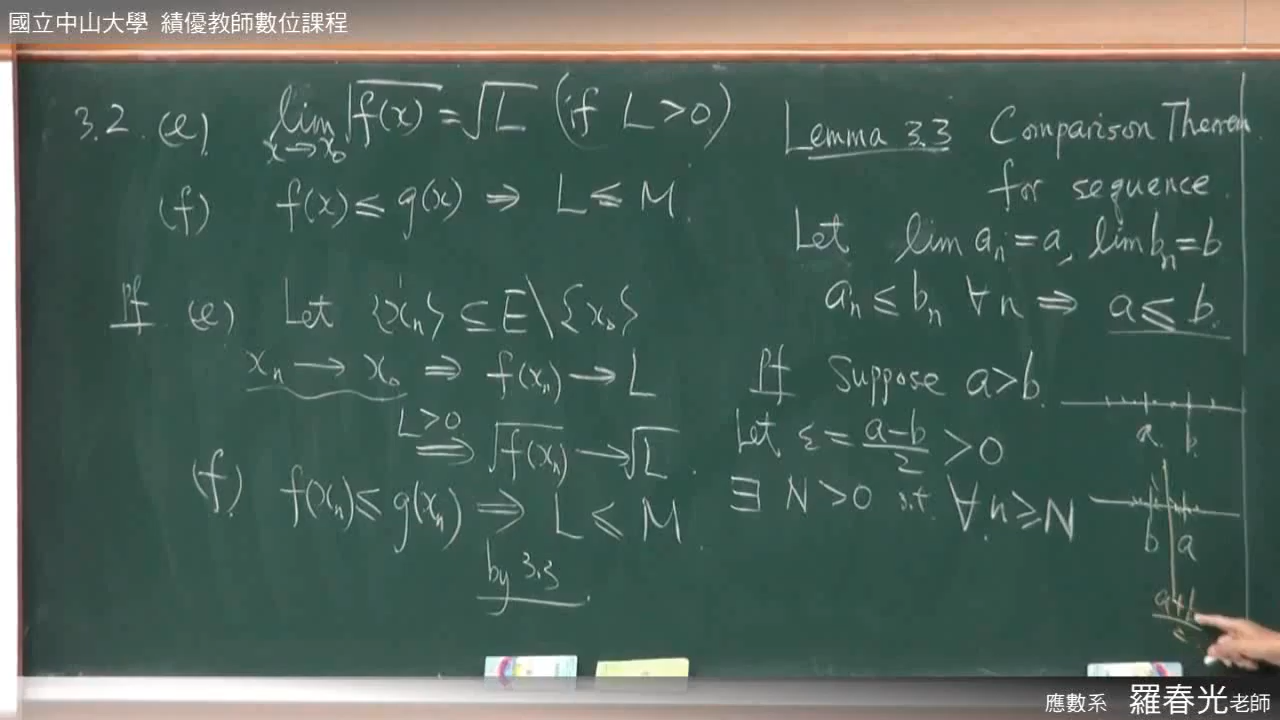 國立中山大學 績優教師數位課程
3.2. (e) lim x→x₀ √f(x) = √L (if L>0)
(f) f(x) ≤ g(x) ⇒ L ≤ M.
Pf (e) Let {xₙ} ⊆ E\{x₀}
xₙ → x₀ ⇒ f(xₙ) → L
L>0
⇒ √f(xₙ) → √L.
(f) f(xₙ) ≤ g(xₙ) ⇒ L ≤ M.
by 3.3
Lemma 3.3 Comparison Theorem
for sequence.
Let lim aₙ = a, lim bₙ = b
aₙ ≤ bₙ ∀n ⇒ a ≤ b.
Pf Suppose a>b.
a b
Let ε = a-b/2 > 0
∃ N>0 s.t. ∀n≥N
b a
應數系 羅春光老師